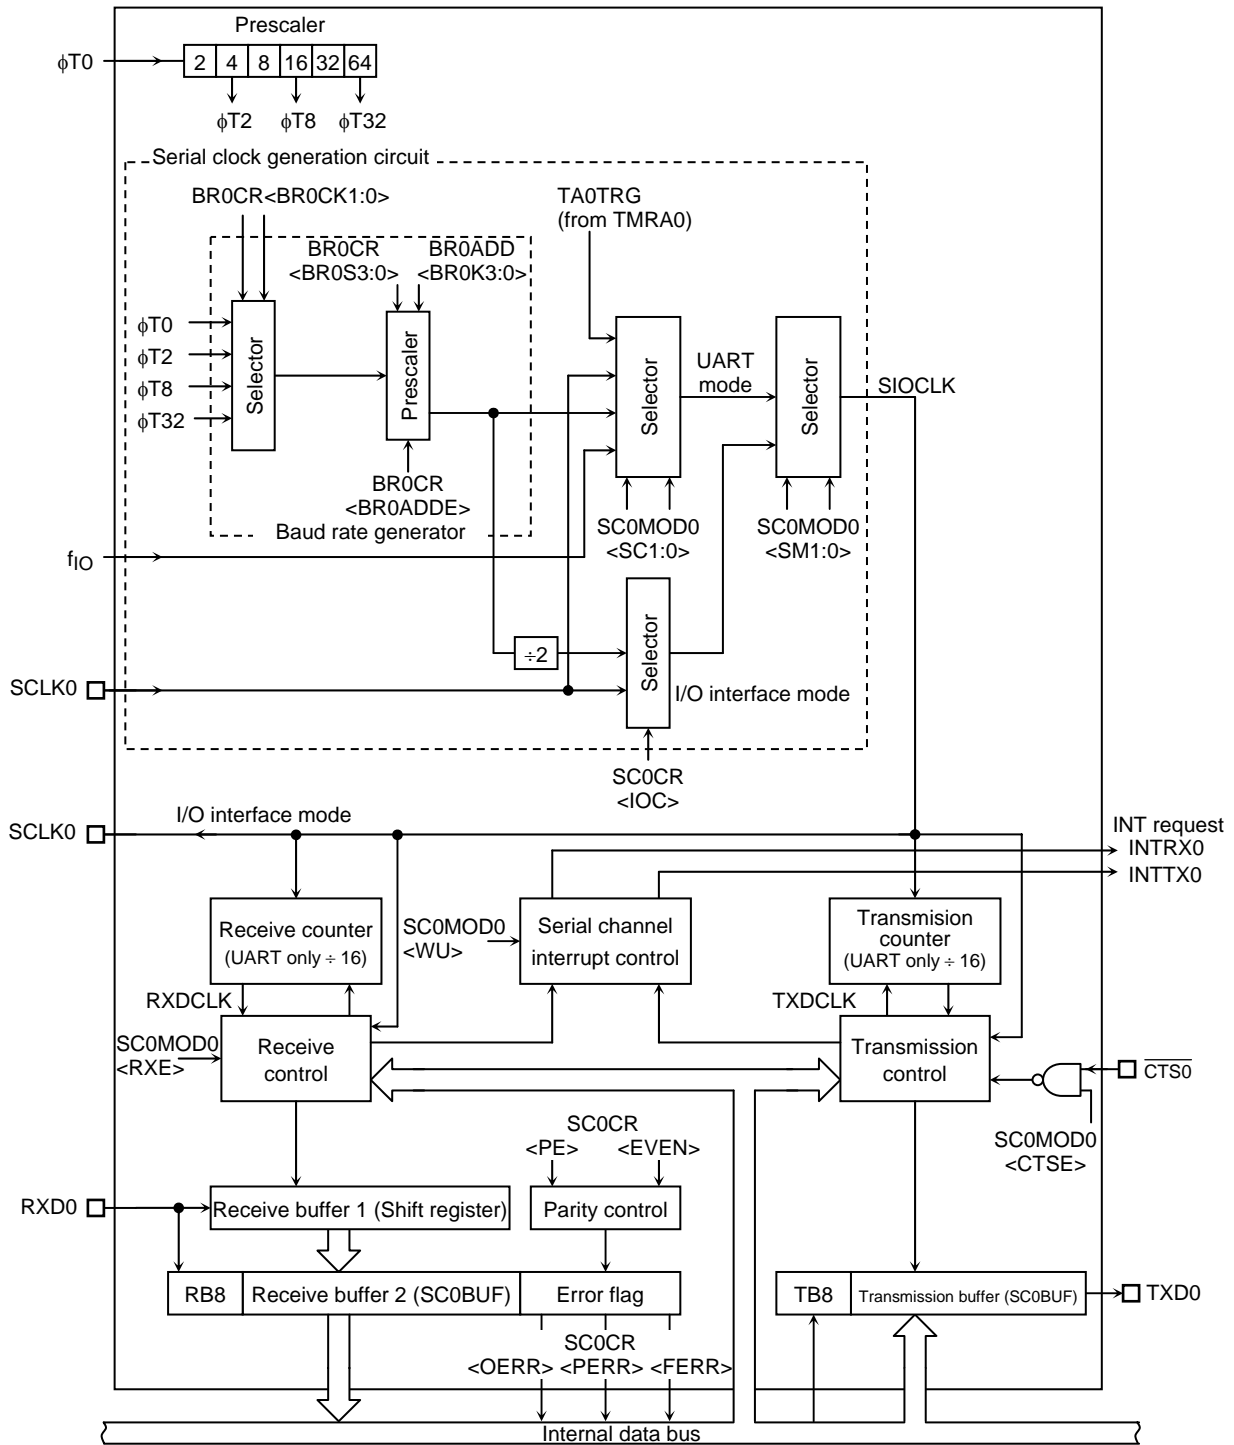 Prescaler
ϕT0
2 4 8 16 32 64
ϕT2 ϕT8 ϕT32
Serial clock generation circuit
BR0CR<BR0CK1:0>
TA0TRG
(from TMRA0)
BR0CR
<BR0S3:0>
BR0ADD
<BR0K3:0>
ϕT0
ϕT2
ϕT8
ϕT32
Selector
Prescaler
Selector
UART
mode
Selector
SIOCLK
BR0CR
<BR0ADDE>
Baud rate generator
SC0MOD0
<SC1:0>
SC0MOD0
<SM1:0>
fIO
÷2
Selector
SCLK0
I/O interface mode
SC0CR
<IOC>
SCLK0
I/O interface mode
INT request
INTRX0
INTTX0
Receive counter
(UART only ÷ 16)
SC0MOD0
<WU>
Serial channel
interrupt control
Transmision
counter
(UART only ÷ 16)
RXDCLK
TXDCLK
SC0MOD0
<RXE>
Receive
control
Transmission
control
CTS0
SC0MOD0
<CTSE>
SC0CR
<PE> <EVEN>
RXD0
Receive buffer 1 (Shift register)
Parity control
RB8
Receive buffer 2 (SC0BUF)
Error flag
TB8
Transmission buffer (SC0BUF)
TXD0
SC0CR
<OERR> <PERR> <FERR>
Internal data bus